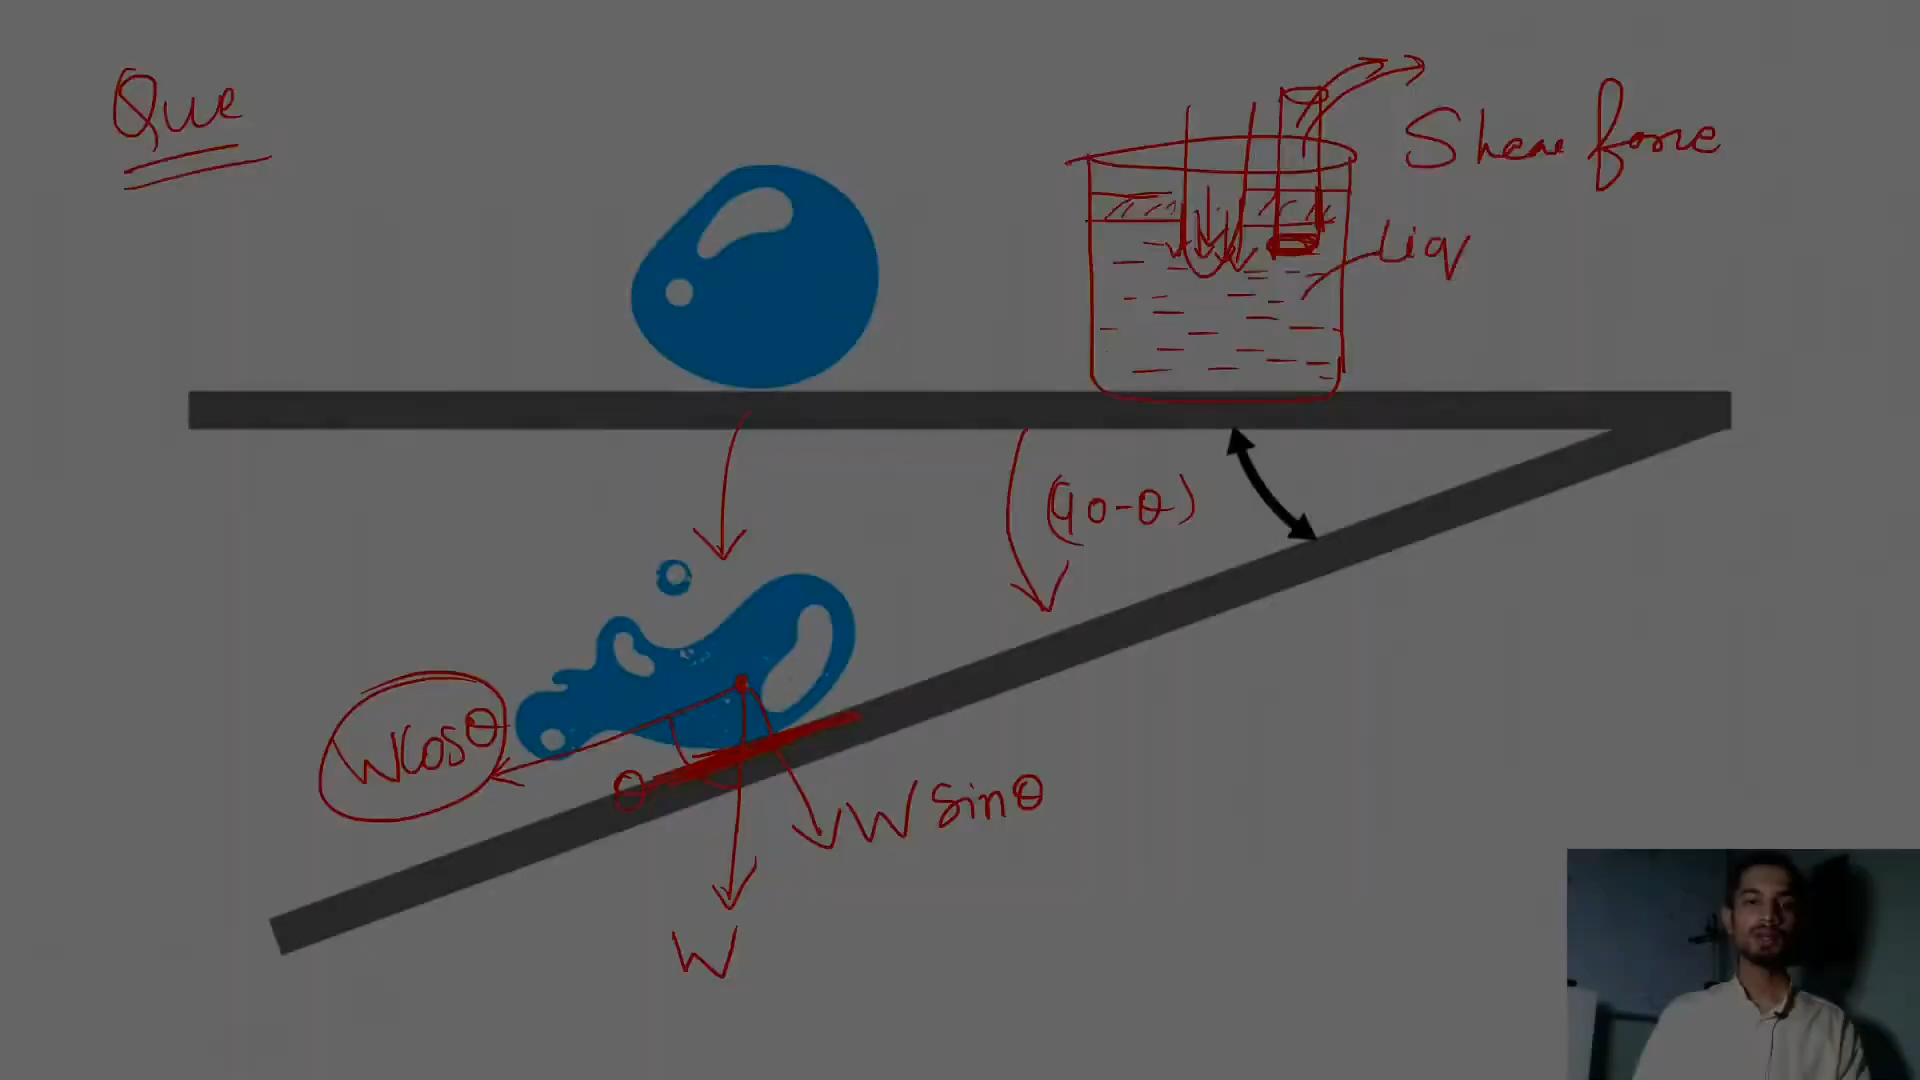 Que
Shear force
Liq
(90-θ)
Wcosθ
θ
W sinθ
W